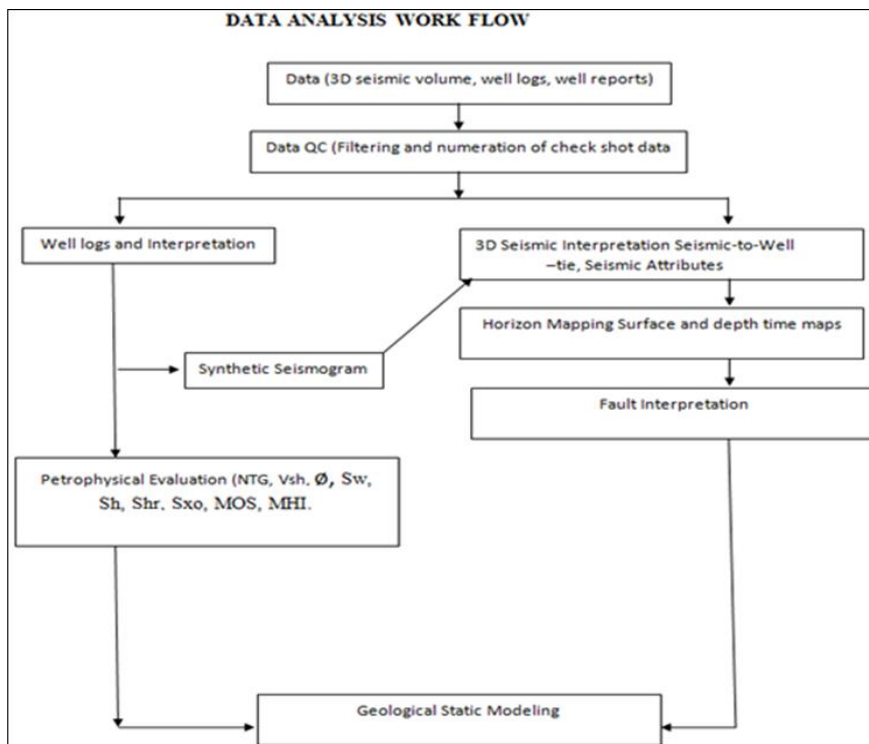 DATA ANALYSIS WORK FLOW
Data (3D seismic volume, well logs, well reports)
Data QC (Filtering and numeration of check shot data
Well logs and Interpretation
3D Seismic Interpretation Seismic-to-Well
–tie, Seismic Attributes
Horizon Mapping Surface and depth time maps
Synthetic Seismogram
Fault Interpretation
Petrophysical Evaluation (NTG, Vsh, Ø, Sw,
Sh, Shr, Sxo, MOS, MHI.
Geological Static Modeling